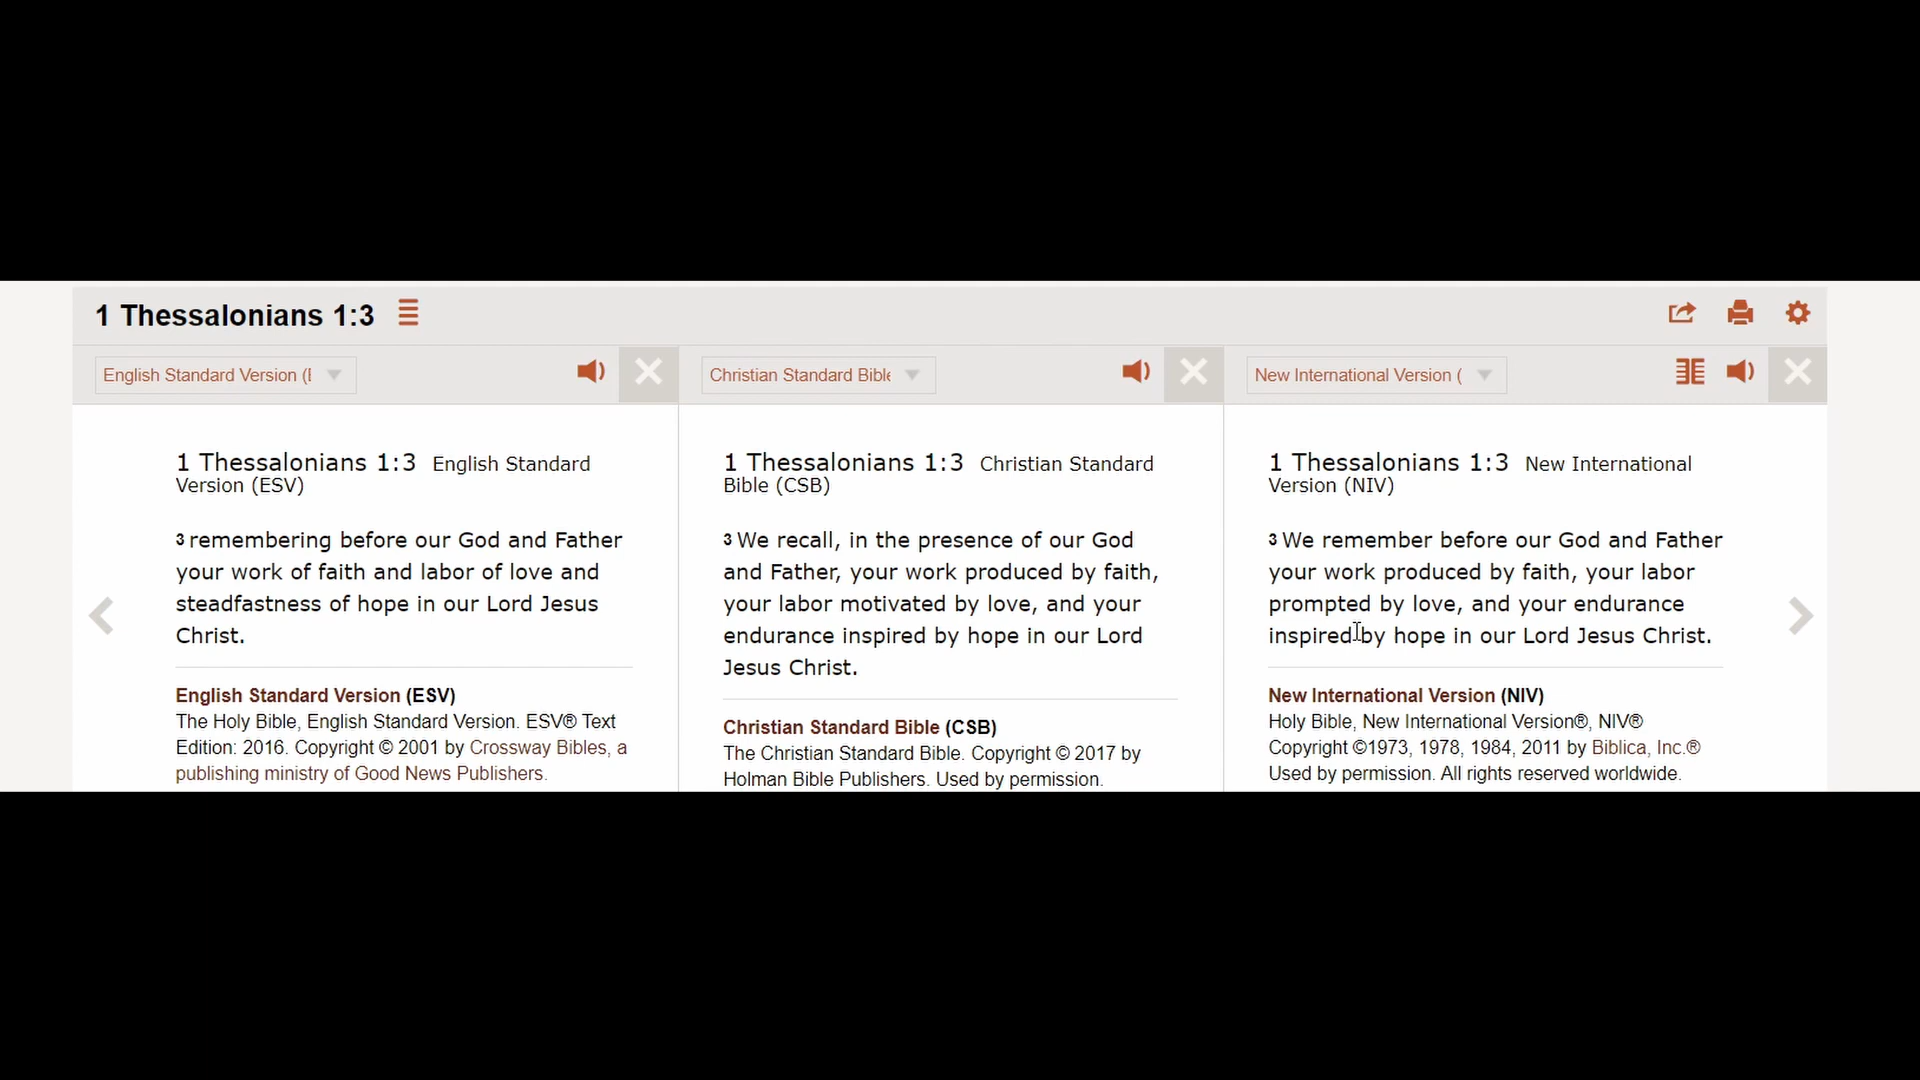 1 Thessalonians 1:3
English Standard Version (E
Christian Standard Bible
New International Version (
1 Thessalonians 1:3 English Standard
Version (ESV)
3 remembering before our God and Father
your work of faith and labor of love and
steadfastness of hope in our Lord Jesus
Christ.
English Standard Version (ESV)
The Holy Bible, English Standard Version. ESV® Text
Edition: 2016. Copyright © 2001 by Crossway Bibles, a
publishing ministry of Good News Publishers.
1 Thessalonians 1:3 Christian Standard
Bible (CSB)
3 We recall, in the presence of our God
and Father, your work produced by faith,
your labor motivated by love, and your
endurance inspired by hope in our Lord
Jesus Christ.
Christian Standard Bible (CSB)
The Christian Standard Bible. Copyright © 2017 by
Holman Bible Publishers. Used by permission.
1 Thessalonians 1:3 New International
Version (NIV)
3 We remember before our God and Father
your work produced by faith, your labor
prompted by love, and your endurance
inspired by hope in our Lord Jesus Christ.
New International Version (NIV)
Holy Bible, New International Version®, NIV®
Copyright ©1973, 1978, 1984, 2011 by Biblica, Inc.®
Used by permission. All rights reserved worldwide.